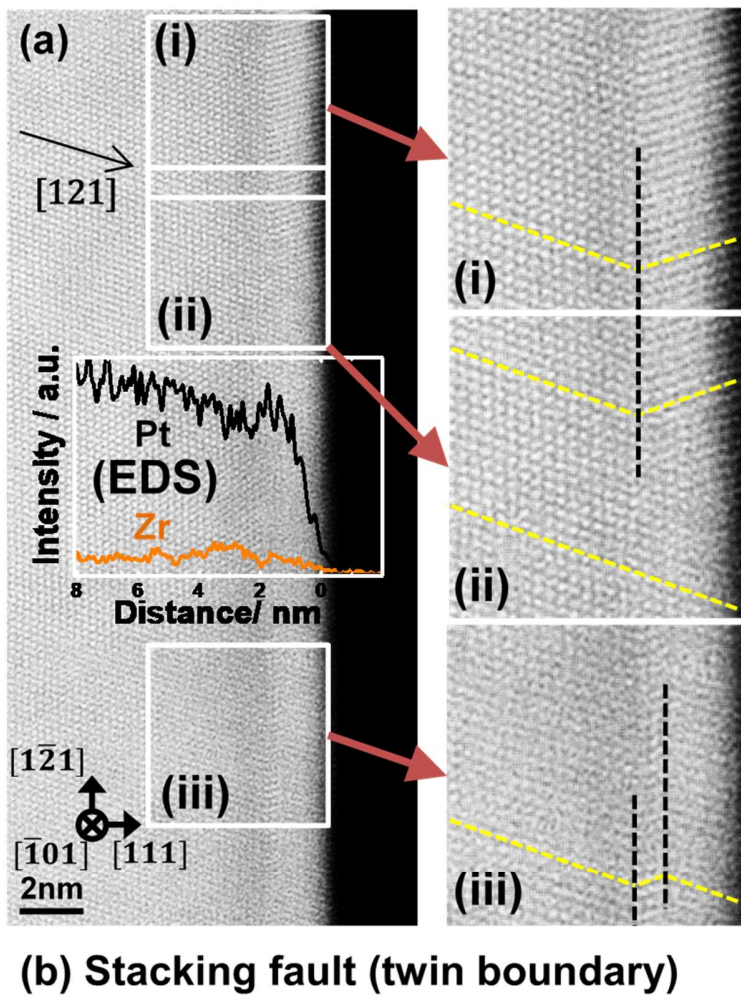 (a)
(i)
[121]
(ii)
Intensity / a.u.
Pt
(EDS)
Zr
8 6 4 2 0
Distance/ nm
(iii)
[12̅1]
[1̅01]
[111]
2nm
(i)
(ii)
(iii)
(b) Stacking fault (twin boundary)